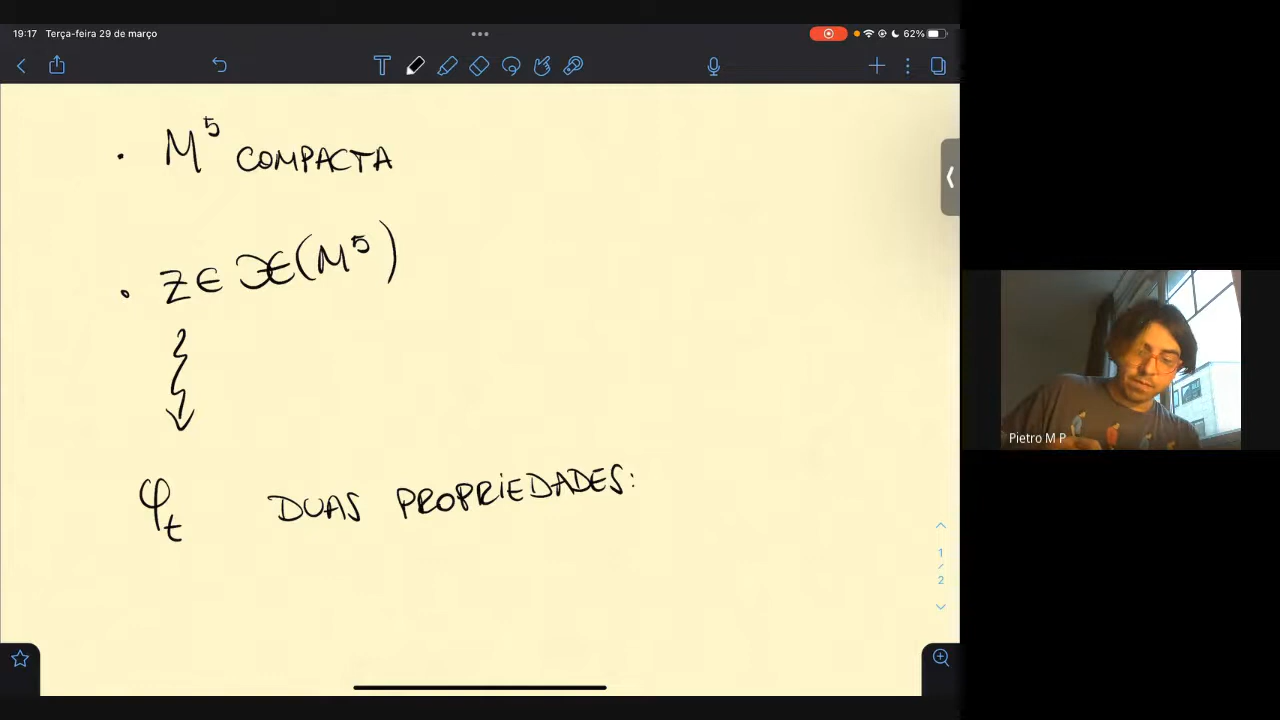 19:17 Terça-feira 29 de março
62%
• M⁵ COMPACTA
• Z ∈ 𝔛(M⁵)
φ_t DUAS PROPRIEDADES:
1
/
2
Pietro M P